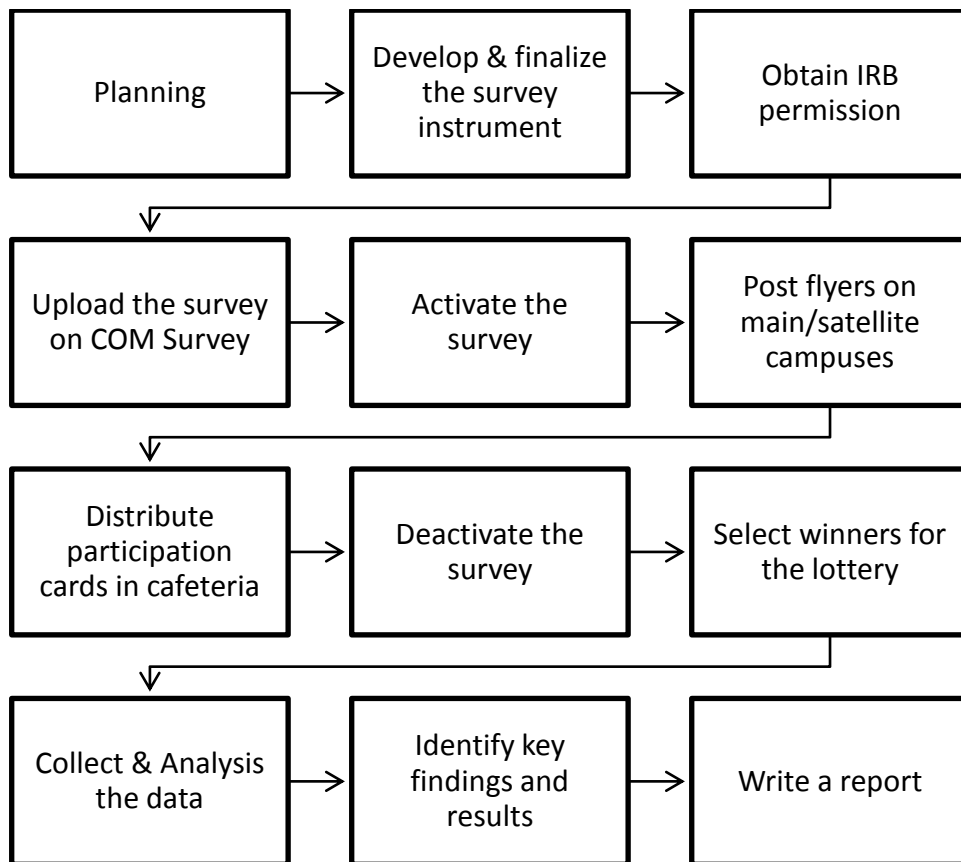 Planning
Develop & finalize
the survey
instrument
Obtain IRB
permission
Upload the survey
on COM Survey
Activate the
survey
Post flyers on
main/satellite
campuses
Distribute
participation
cards in cafeteria
Deactivate the
survey
Select winners for
the lottery
Collect & Analysis
the data
Identify key
findings and
results
Write a report